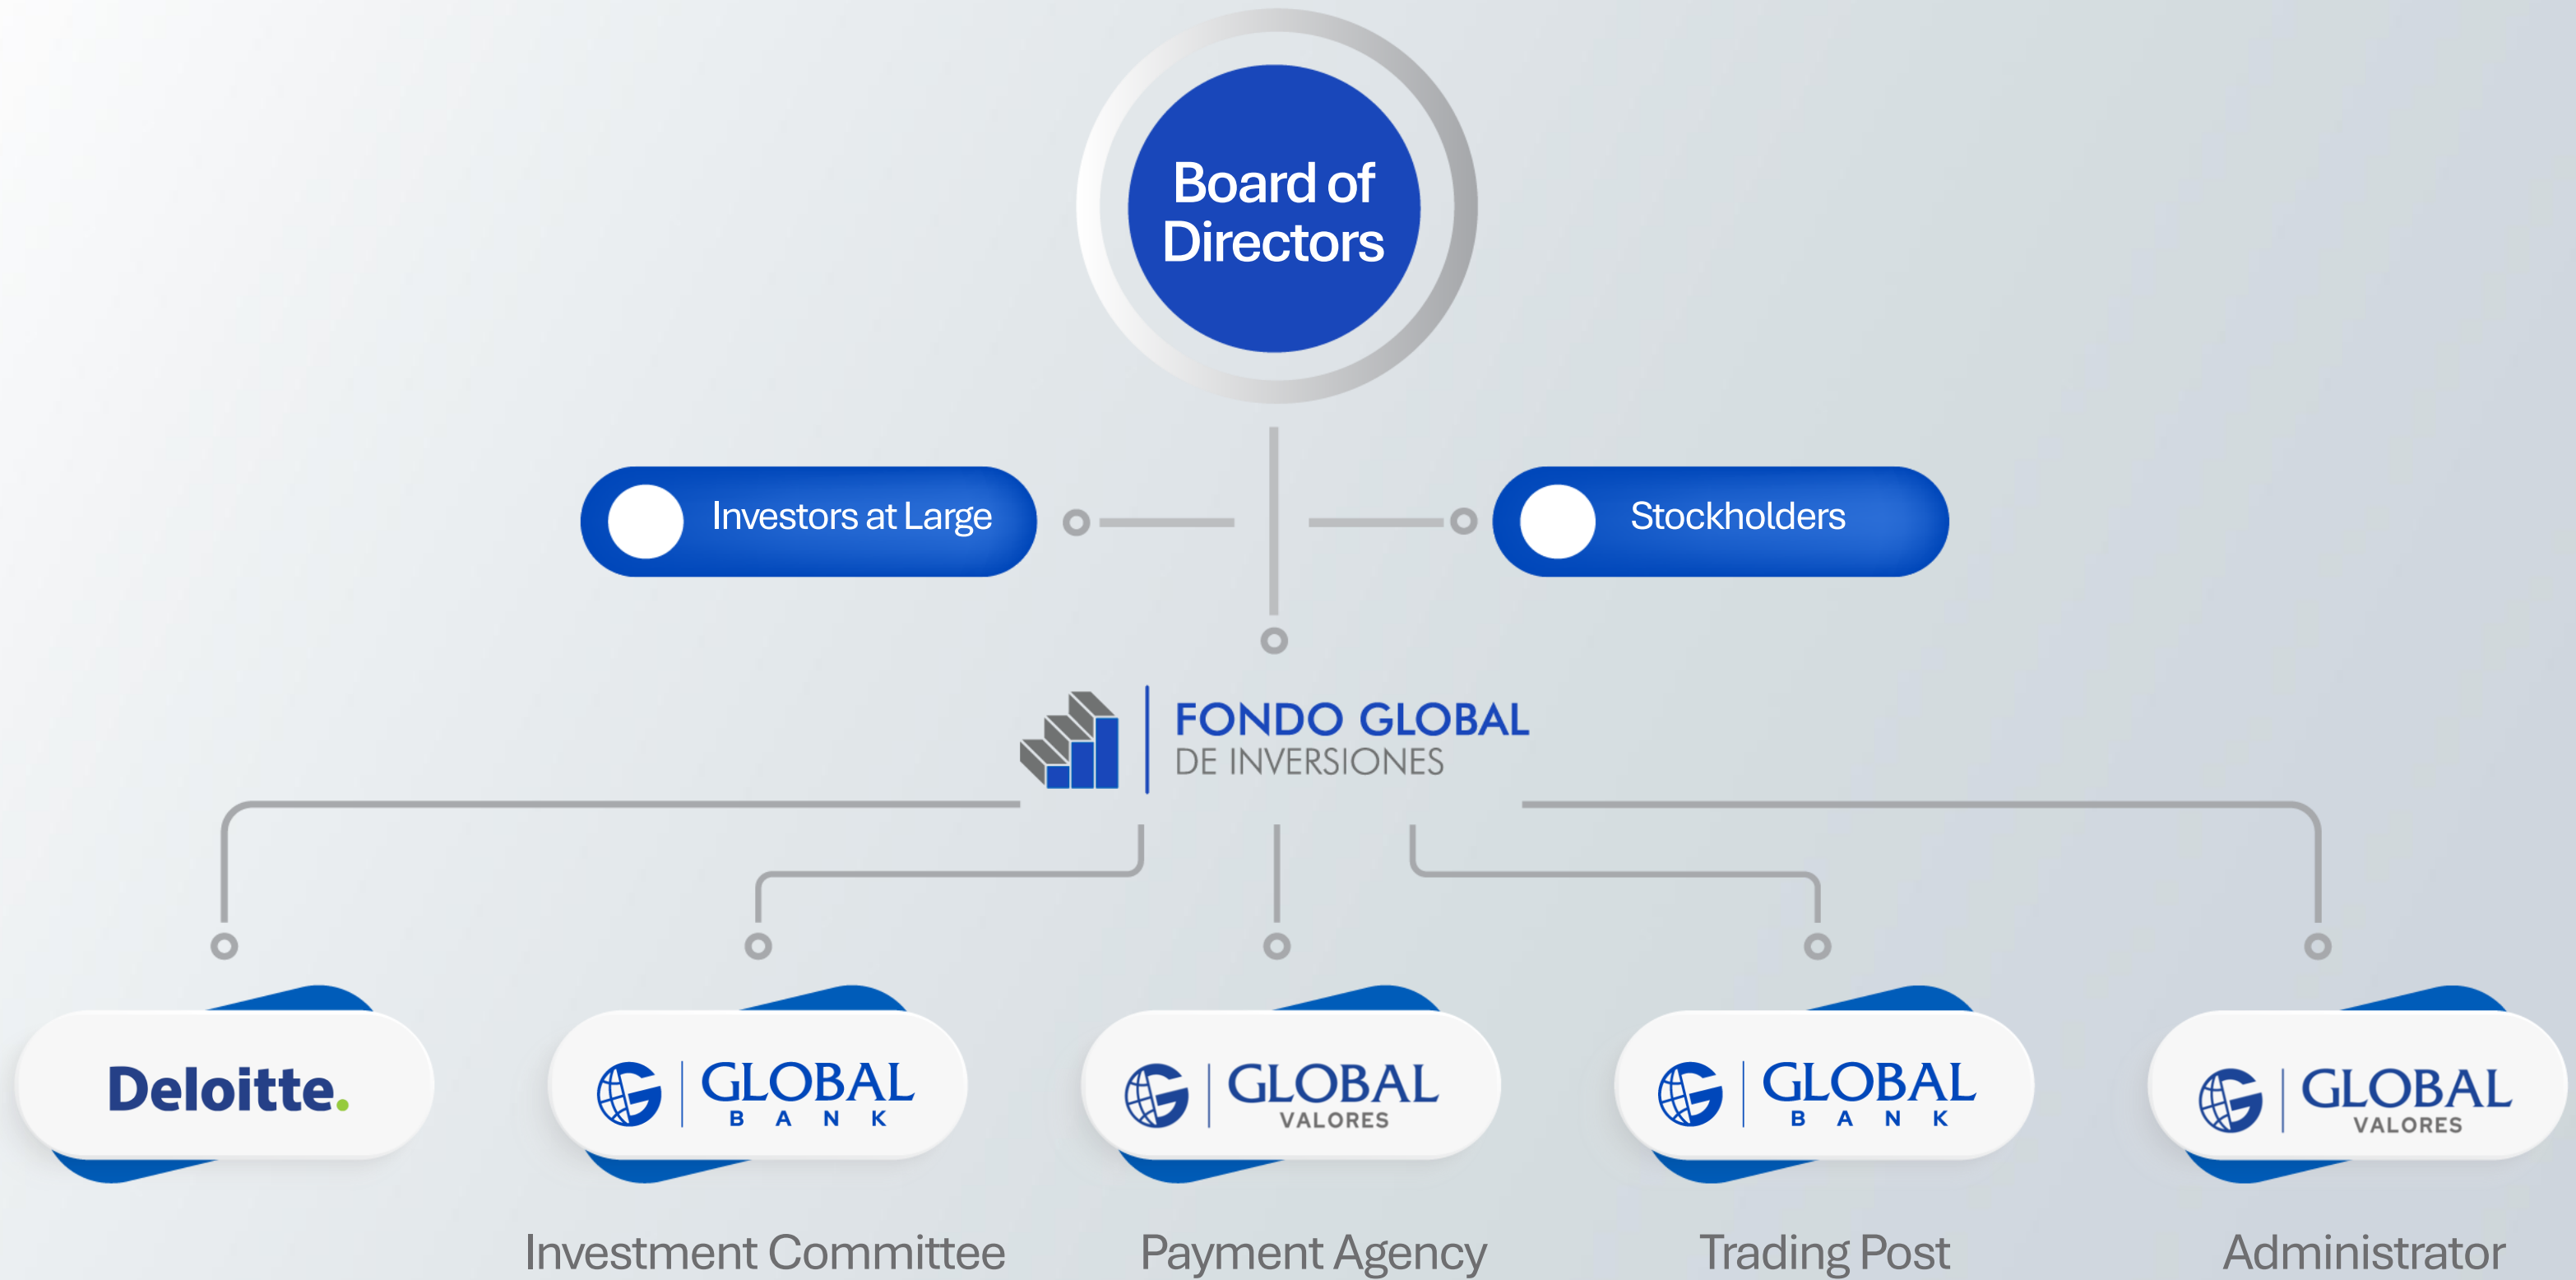 Board of
Directors
Investors at Large
Stockholders
FONDO GLOBAL
DE INVERSIONES
Deloitte.
GLOBAL
BANK
GLOBAL
VALORES
GLOBAL
BANK
GLOBAL
VALORES
Investment Committee
Payment Agency
Trading Post
Administrator